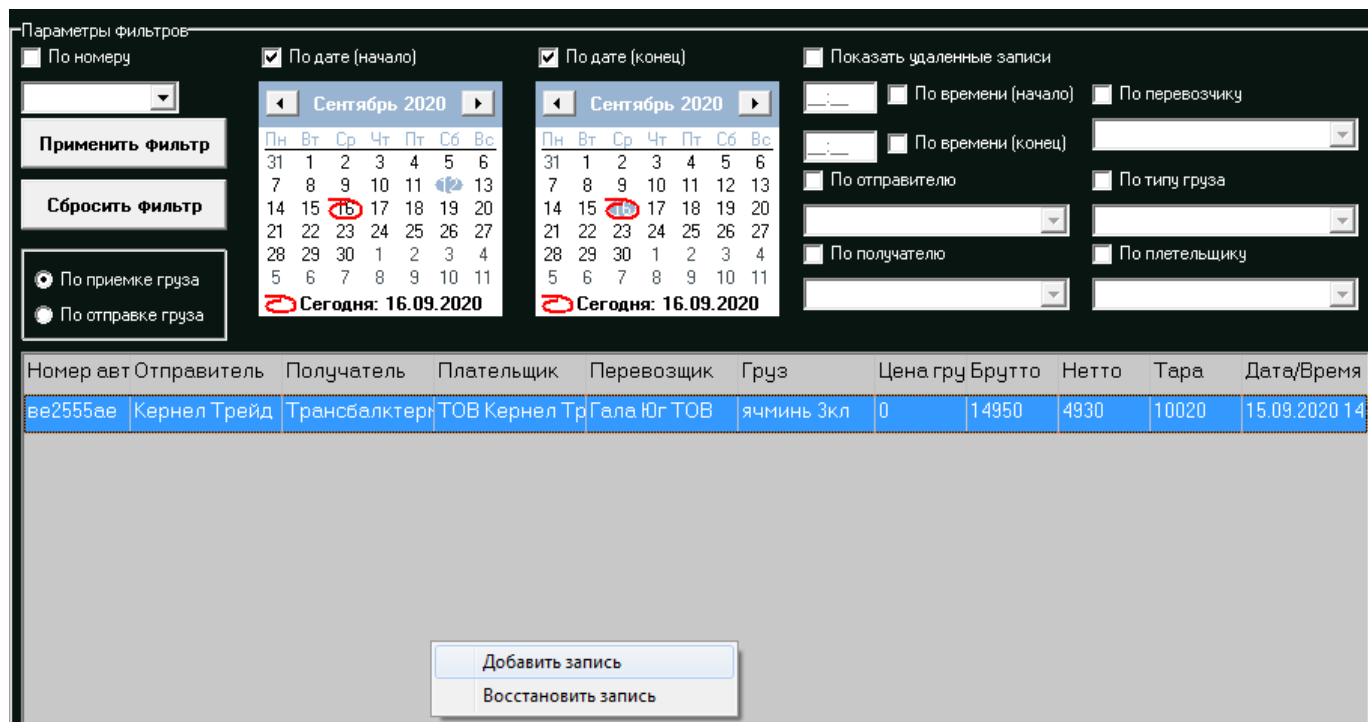 Параметры фильтров
По номеру
По дате (начало)
По дате (конец)
Показать удаленные записи
Применить фильтр
Сбросить фильтр
По приемке груза
По отправке груза
Сентябрь 2020
Пн Вт Ср Чт Пт Сб Вс
31 1 2 3 4 5 6
7 8 9 10 11 12 13
14 15 16 17 18 19 20
21 22 23 24 25 26 27
28 29 30 1 2 3 4
5 6 7 8 9 10 11
Сегодня: 16.09.2020
Сентябрь 2020
Пн Вт Ср Чт Пт Сб Вс
31 1 2 3 4 5 6
7 8 9 10 11 12 13
14 15 16 17 18 19 20
21 22 23 24 25 26 27
28 29 30 1 2 3 4
5 6 7 8 9 10 11
Сегодня: 16.09.2020
__:__ По времени (начало)
По перевозчику
__:__ По времени (конец)
По отправителю
По типу груза
По получателю
По плетельщику
Номер авт Отправитель Получатель Плательщик Перевозщик Груз Цена гру Брутто Нетто Тара Дата/Время
ве2555ае Кернел Трейд Трансбалктерм ТОВ Кернел Тр Гала Юг ТОВ ячминь 3кл 0 14950 4930 10020 15.09.2020 14
Добавить запись
Восстановить запись